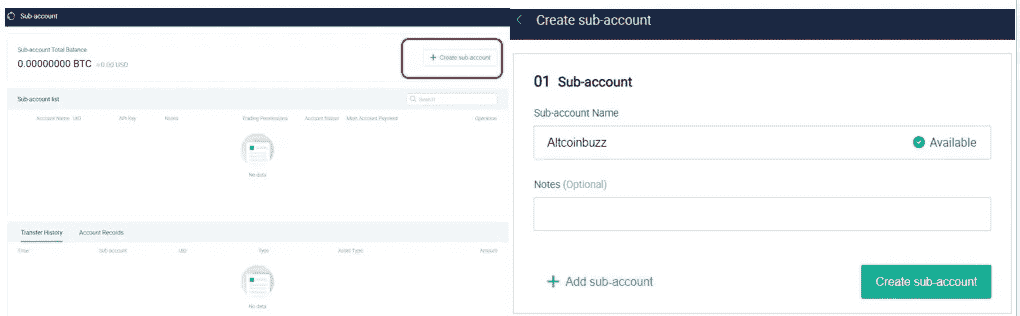 Sub-account
Sub-account Total Balance
0.00000000 BTC ≈0.00 USD
+ Create sub-account
Sub-account list
Search
Account Name UID API Key Notes Trading Permissions Account Status Main Account Payment Operation
No data
Transfer History Account Records
Time Sub-account UID Type Asset Type Amount
No data
Create sub-account
01 Sub-account
Sub-account Name
Altcoinbuzz Available
Notes (Optional)
+ Add sub-account Create sub-account